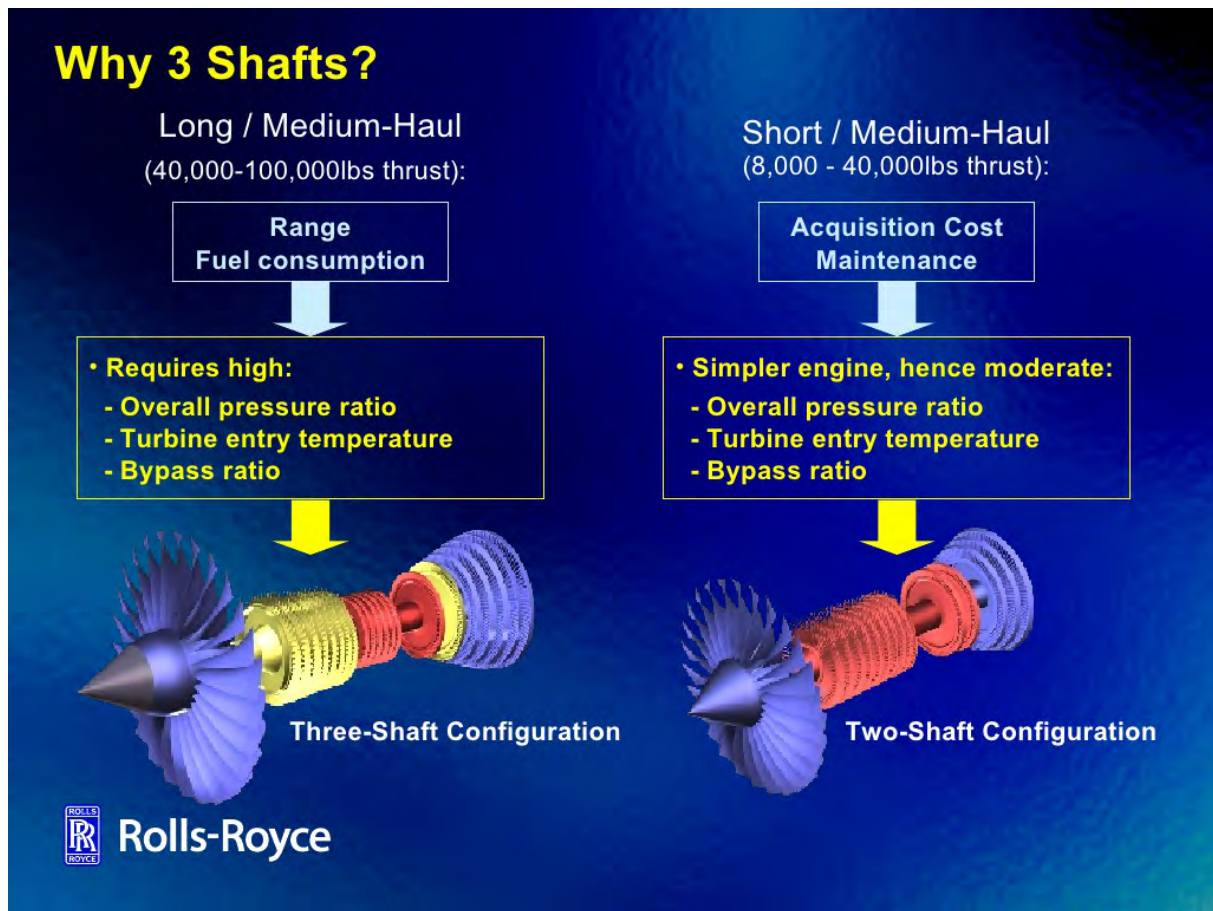 Why 3 Shafts?
Long / Medium-Haul
(40,000-100,000lbs thrust):
Range
Fuel consumption
• Requires high:
- Overall pressure ratio
- Turbine entry temperature
- Bypass ratio
Three-Shaft Configuration
Short / Medium-Haul
(8,000 - 40,000lbs thrust):
Acquisition Cost
Maintenance
• Simpler engine, hence moderate:
- Overall pressure ratio
- Turbine entry temperature
- Bypass ratio
Two-Shaft Configuration
ROLLS
RR
ROYCE
Rolls-Royce